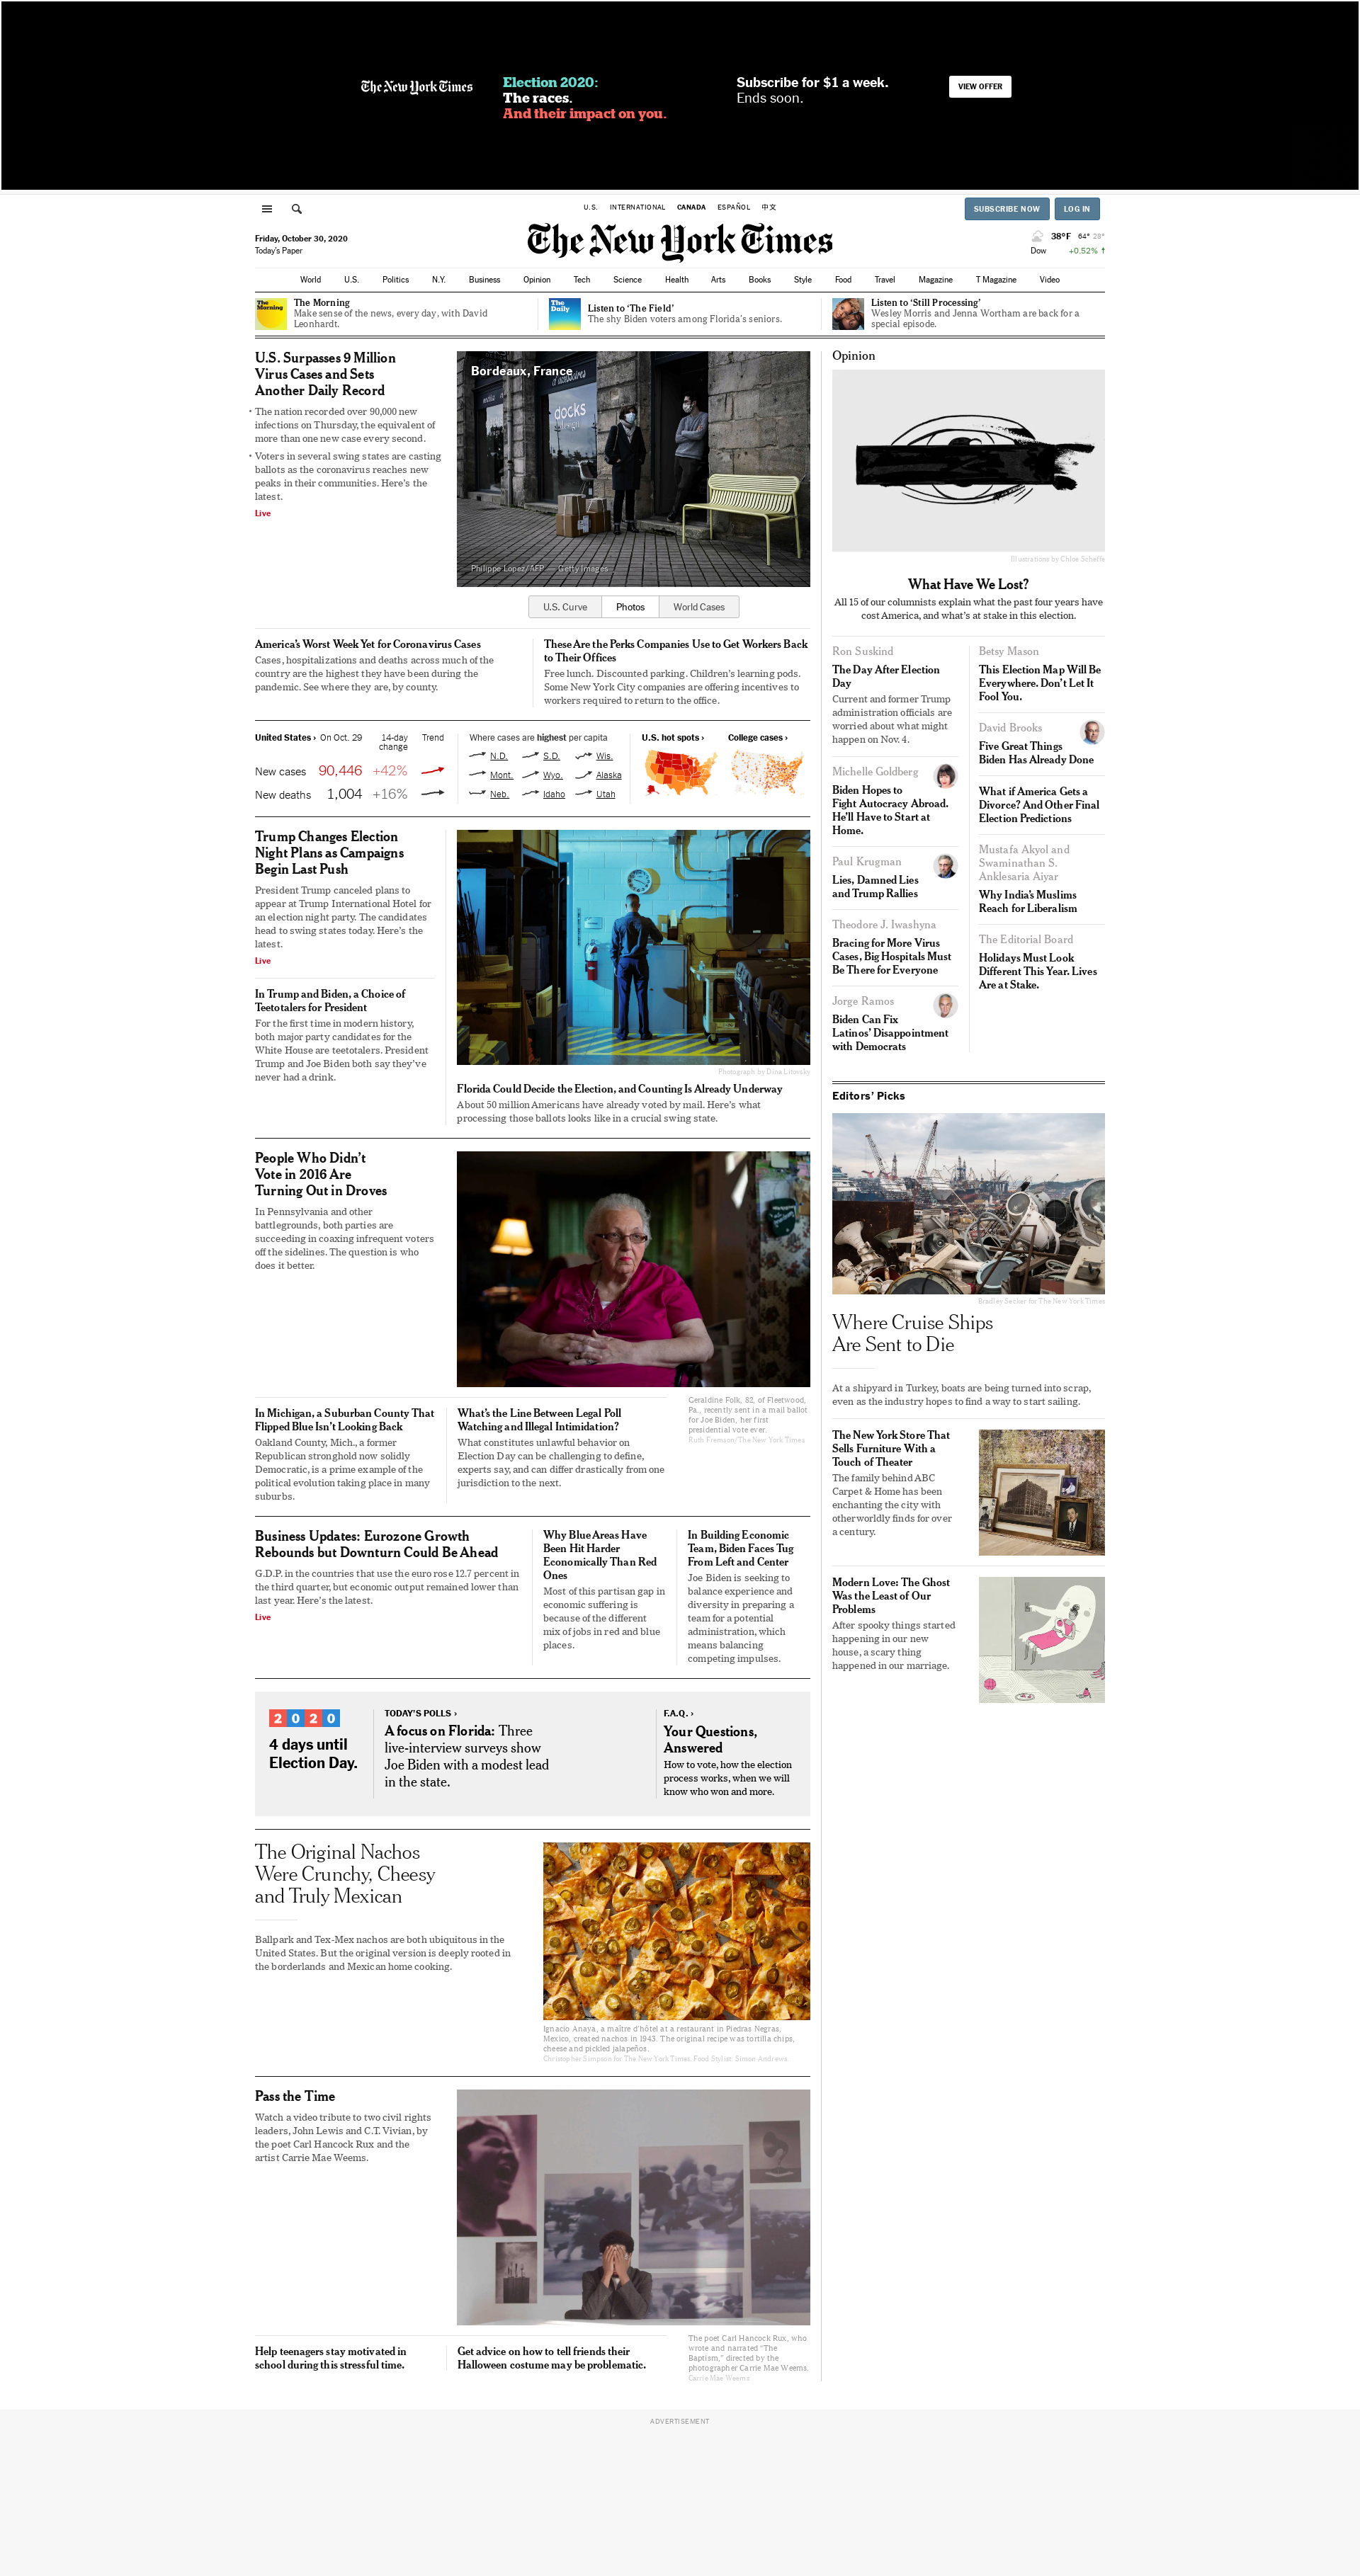 The New York Times
Election 2020:
The races.
And their impact on you.
Subscribe for $1 a week.
Ends soon.
VIEW OFFER
U.S. INTERNATIONAL CANADA ESPAÑOL 中文
SUBSCRIBE NOW LOG IN
Friday, October 30, 2020
Today's Paper
The New York Times
38°F 64° 28°
Dow +0.52% ↑
World U.S. Politics N.Y. Business Opinion Tech Science Health Arts Books Style Food Travel Magazine T Magazine Video
The Morning
The Morning
Make sense of the news, every day, with David
Leonhardt.
The Daily
Listen to ‘The Field’
The shy Biden voters among Florida’s seniors.
Listen to ‘Still Processing’
Wesley Morris and Jenna Wortham are back for a
special episode.
U.S. Surpasses 9 Million
Virus Cases and Sets
Another Daily Record
• The nation recorded over 90,000 new
infections on Thursday, the equivalent of
more than one new case every second.
• Voters in several swing states are casting
ballots as the coronavirus reaches new
peaks in their communities. Here’s the
latest.
Live
Bordeaux, France
docks
Philippe Lopez/AFP — Getty Images
U.S. Curve Photos World Cases
America’s Worst Week Yet for Coronavirus Cases
Cases, hospitalizations and deaths across much of the
country are the highest they have been during the
pandemic. See where they are, by county.
These Are the Perks Companies Use to Get Workers Back
to Their Offices
Free lunch. Discounted parking. Children’s learning pods.
Some New York City companies are offering incentives to
workers required to return to the office.
United States › On Oct. 29 14-day
change Trend
New cases 90,446 +42%
New deaths 1,004 +16%
Where cases are highest per capita
N.D. S.D. Wis.
Mont. Wyo. Alaska
Neb. Idaho Utah
U.S. hot spots › College cases ›
Trump Changes Election
Night Plans as Campaigns
Begin Last Push
President Trump canceled plans to
appear at Trump International Hotel for
an election night party. The candidates
head to swing states today. Here’s the
latest.
Live
In Trump and Biden, a Choice of
Teetotalers for President
For the first time in modern history,
both major party candidates for the
White House are teetotalers. President
Trump and Joe Biden both say they’ve
never had a drink.
Photograph by Dina Litovsky
Florida Could Decide the Election, and Counting Is Already Underway
About 50 million Americans have already voted by mail. Here’s what
processing those ballots looks like in a crucial swing state.
People Who Didn’t
Vote in 2016 Are
Turning Out in Droves
In Pennsylvania and other
battlegrounds, both parties are
succeeding in coaxing infrequent voters
off the sidelines. The question is who
does it better.
Geraldine Folk, 82, of Fleetwood,
Pa., recently sent in a mail ballot
for Joe Biden, her first
presidential vote ever.
Ruth Fremson/The New York Times
In Michigan, a Suburban County That
Flipped Blue Isn’t Looking Back
Oakland County, Mich., a former
Republican stronghold now solidly
Democratic, is a prime example of the
political evolution taking place in many
suburbs.
What’s the Line Between Legal Poll
Watching and Illegal Intimidation?
What constitutes unlawful behavior on
Election Day can be challenging to define,
experts say, and can differ drastically from one
jurisdiction to the next.
Business Updates: Eurozone Growth
Rebounds but Downturn Could Be Ahead
G.D.P. in the countries that use the euro rose 12.7 percent in
the third quarter, but economic output remained lower than
last year. Here’s the latest.
Live
Why Blue Areas Have
Been Hit Harder
Economically Than Red
Ones
Most of this partisan gap in
economic suffering is
because of the different
mix of jobs in red and blue
places.
In Building Economic
Team, Biden Faces Tug
From Left and Center
Joe Biden is seeking to
balance experience and
diversity in preparing a
team for a potential
administration, which
means balancing
competing impulses.
2020
4 days until
Election Day.
TODAY’S POLLS ›
A focus on Florida: Three
live-interview surveys show
Joe Biden with a modest lead
in the state.
F.A.Q. ›
Your Questions,
Answered
How to vote, how the election
process works, when we will
know who won and more.
The Original Nachos
Were Crunchy, Cheesy
and Truly Mexican
Ballpark and Tex-Mex nachos are both ubiquitous in the
United States. But the original version is deeply rooted in
the borderlands and Mexican home cooking.
Ignacio Anaya, a maître d’hôtel at a restaurant in Piedras Negras,
Mexico, created nachos in 1943. The original recipe was tortilla chips,
cheese and pickled jalapeños.
Christopher Simpson for The New York Times. Food Stylist: Simon Andrews.
Pass the Time
Watch a video tribute to two civil rights
leaders, John Lewis and C.T. Vivian, by
the poet Carl Hancock Rux and the
artist Carrie Mae Weems.
The poet Carl Hancock Rux, who
wrote and narrated “The
Baptism,” directed by the
photographer Carrie Mae Weems.
Carrie Mae Weems
Help teenagers stay motivated in
school during this stressful time.
Get advice on how to tell friends their
Halloween costume may be problematic.
Opinion
Illustrations by Chloe Scheffe
What Have We Lost?
All 15 of our columnists explain what the past four years have
cost America, and what’s at stake in this election.
Ron Suskind
The Day After Election
Day
Current and former Trump
administration officials are
worried about what might
happen on Nov. 4.
Michelle Goldberg
Biden Hopes to
Fight Autocracy Abroad.
He’ll Have to Start at
Home.
Paul Krugman
Lies, Damned Lies
and Trump Rallies
Theodore J. Iwashyna
Bracing for More Virus
Cases, Big Hospitals Must
Be There for Everyone
Jorge Ramos
Biden Can Fix
Latinos’ Disappointment
with Democrats
Betsy Mason
This Election Map Will Be
Everywhere. Don’t Let It
Fool You.
David Brooks
Five Great Things
Biden Has Already Done
What if America Gets a
Divorce? And Other Final
Election Predictions
Mustafa Akyol and
Swaminathan S.
Anklesaria Aiyar
Why India’s Muslims
Reach for Liberalism
The Editorial Board
Holidays Must Look
Different This Year. Lives
Are at Stake.
Editors’ Picks
Bradley Secker for The New York Times
Where Cruise Ships
Are Sent to Die
At a shipyard in Turkey, boats are being turned into scrap,
even as the industry hopes to find a way to start sailing.
The New York Store That
Sells Furniture With a
Touch of Theater
The family behind ABC
Carpet & Home has been
enchanting the city with
otherworldly finds for over
a century.
Modern Love: The Ghost
Was the Least of Our
Problems
After spooky things started
happening in our new
house, a scary thing
happened in our marriage.
ADVERTISEMENT